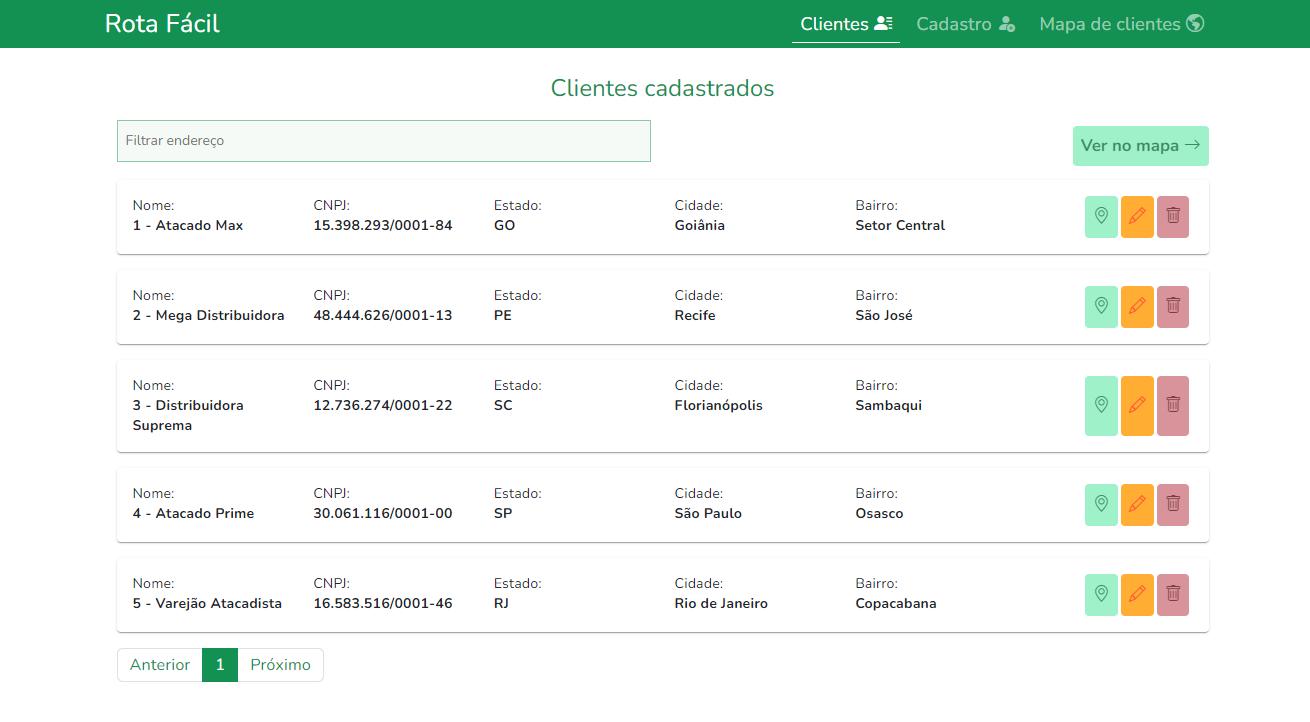 Rota Fácil
Clientes Cadastro Mapa de clientes
Clientes cadastrados
Filtrar endereço
Ver no mapa
Nome: CNPJ: Estado: Cidade: Bairro:
1 - Atacado Max 15.398.293/0001-84 GO Goiânia Setor Central
Nome: CNPJ: Estado: Cidade: Bairro:
2 - Mega Distribuidora 48.444.626/0001-13 PE Recife São José
Nome: CNPJ: Estado: Cidade: Bairro:
3 - Distribuidora 12.736.274/0001-22 SC Florianópolis Sambaqui
Suprema
Nome: CNPJ: Estado: Cidade: Bairro:
4 - Atacado Prime 30.061.116/0001-00 SP São Paulo Osasco
Nome: CNPJ: Estado: Cidade: Bairro:
5 - Varejão Atacadista 16.583.516/0001-46 RJ Rio de Janeiro Copacabana
Anterior 1 Próximo